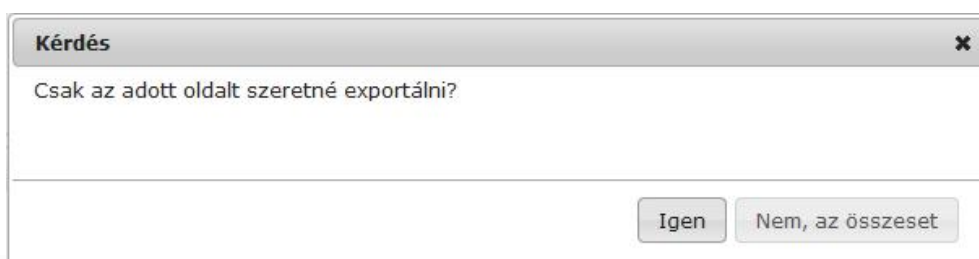 Kérdés
Csak az adott oldalt szeretné exportálni?
Igen
Nem, az összeset